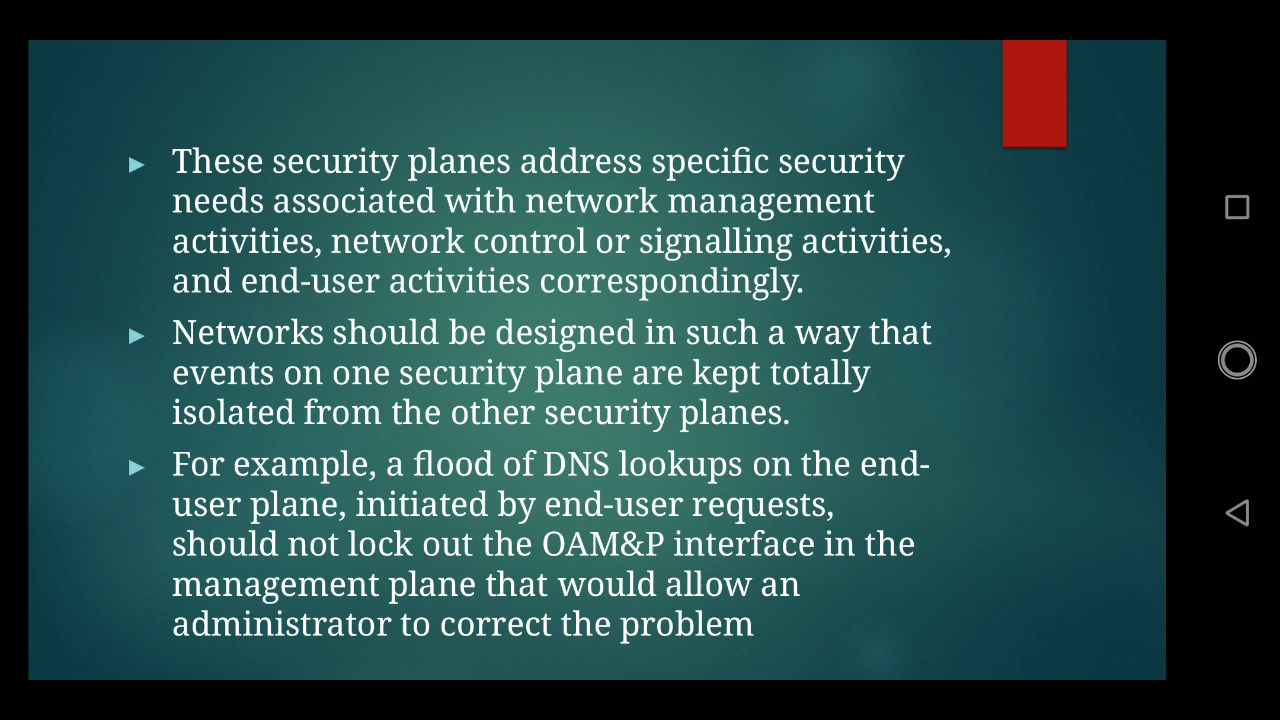 These security planes address specific security
needs associated with network management
activities, network control or signalling activities,
and end-user activities correspondingly.
Networks should be designed in such a way that
events on one security plane are kept totally
isolated from the other security planes.
For example, a flood of DNS lookups on the end-
user plane, initiated by end-user requests,
should not lock out the OAM&P interface in the
management plane that would allow an
administrator to correct the problem